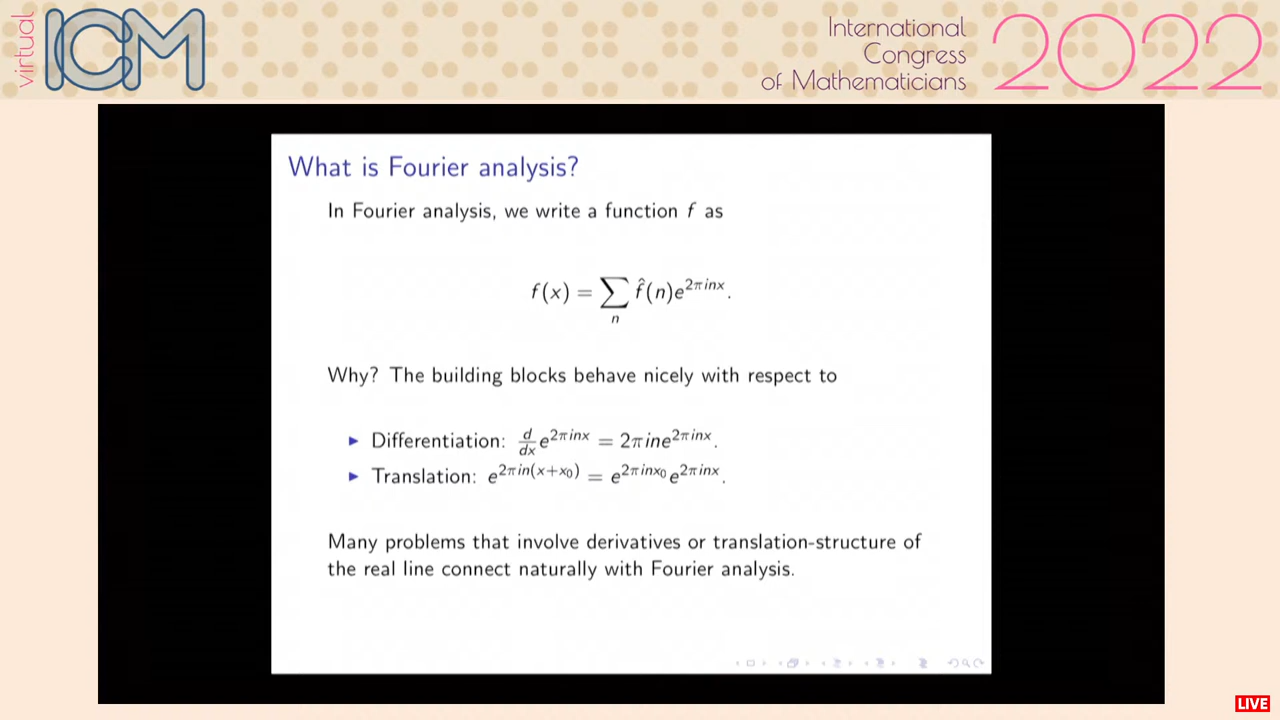 virtual
ICM
International
Congress
of Mathematicians
2022
What is Fourier analysis?
In Fourier analysis, we write a function f as
f(x) = ∑_n f̂(n)e^{2πinx}.
Why? The building blocks behave nicely with respect to
▶ Differentiation: d/dx e^{2πinx} = 2πine^{2πinx}.
▶ Translation: e^{2πin(x+x₀)} = e^{2πinx₀}e^{2πinx}.
Many problems that involve derivatives or translation-structure of
the real line connect naturally with Fourier analysis.
LIVE